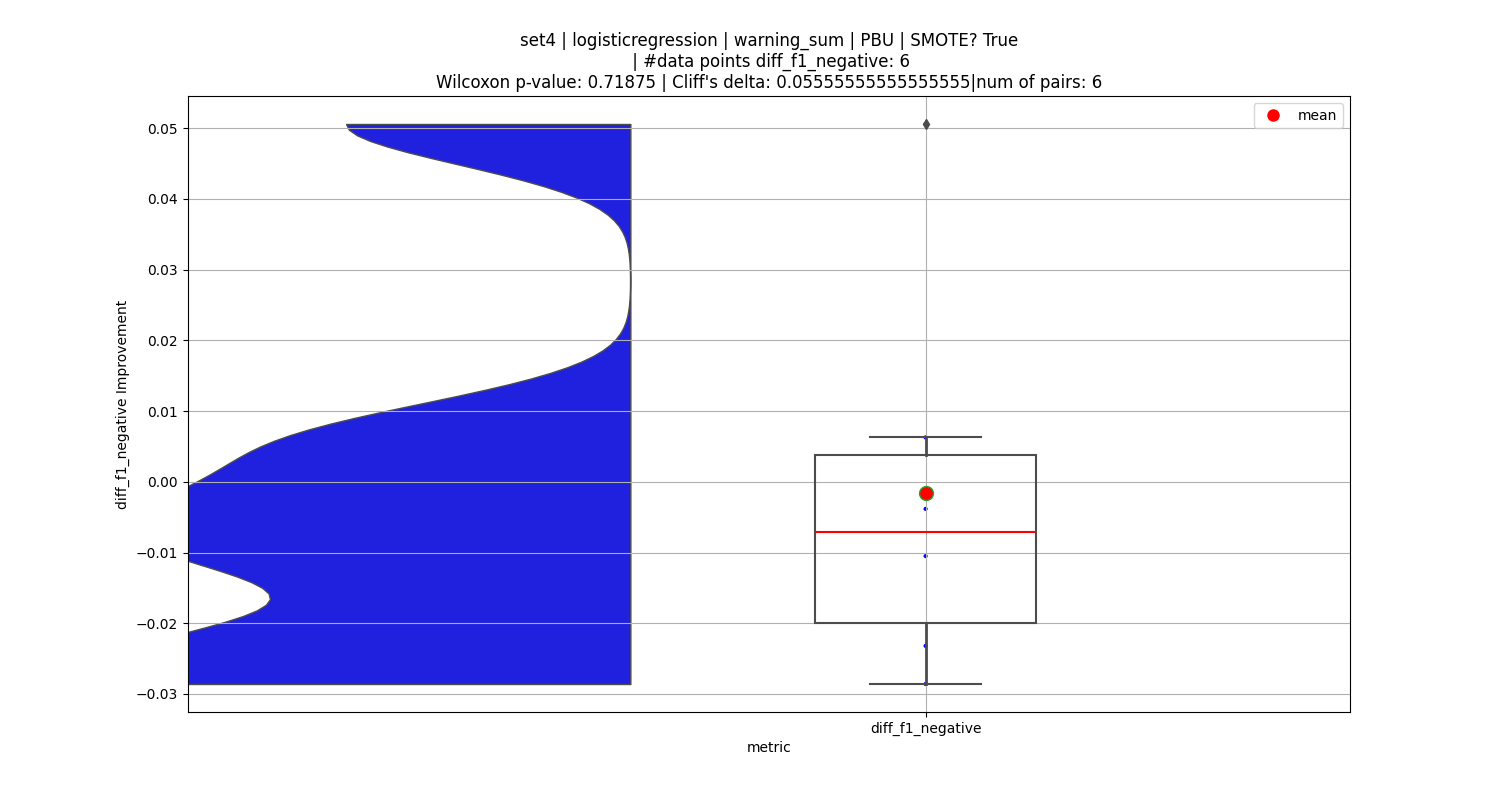 set4 | logisticregression | warning_sum | PBU | SMOTE? True
| #data points diff_f1_negative: 6
Wilcoxon p-value: 0.71875 | Cliff's delta: 0.05555555555555555|num of pairs: 6
mean
0.05
0.04
0.03
0.02
0.01
0.00
−0.01
−0.02
−0.03
diff_f1_negative Improvement
diff_f1_negative
metric